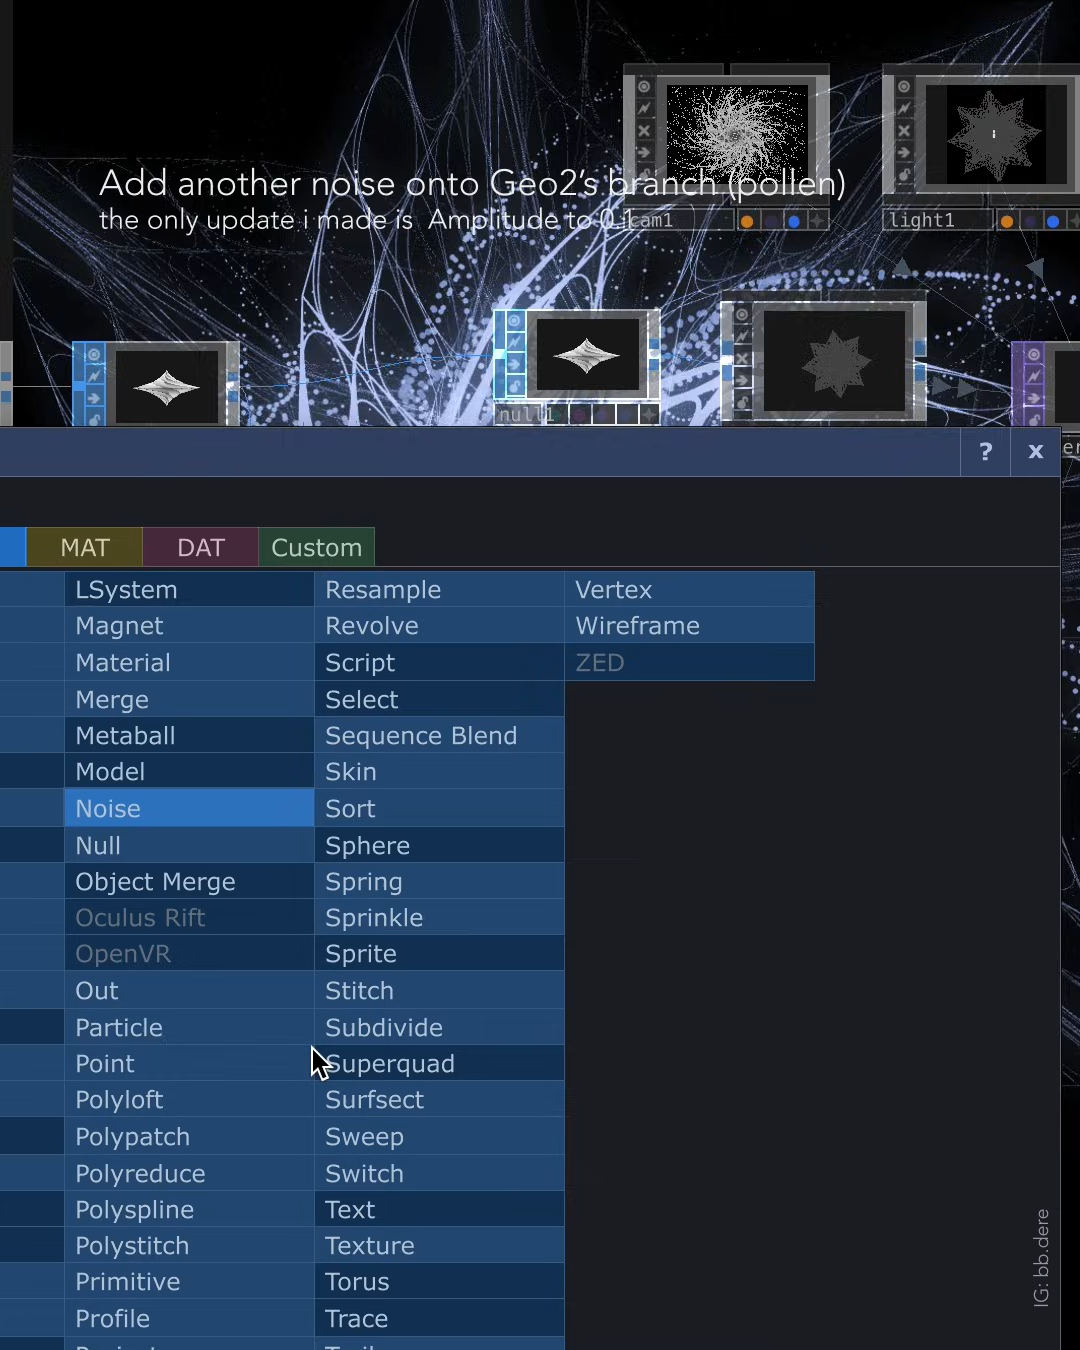 Add another noise onto Geo2's branch (pollen)
the only update i made is Amplitude to 0.1
cam1
light1
null1
? x
MAT DAT Custom
LSystem Resample Vertex
Magnet Revolve Wireframe
Material Script ZED
Merge Select
Metaball Sequence Blend
Model Skin
Noise Sort
Null Sphere
Object Merge Spring
Oculus Rift Sprinkle
OpenVR Sprite
Out Stitch
Particle Subdivide
Point Superquad
Polyloft Surfsect
Polypatch Sweep
Polyreduce Switch
Polyspline Text
Polystitch Texture
Primitive Torus
Profile Trace
IG: bb.dere